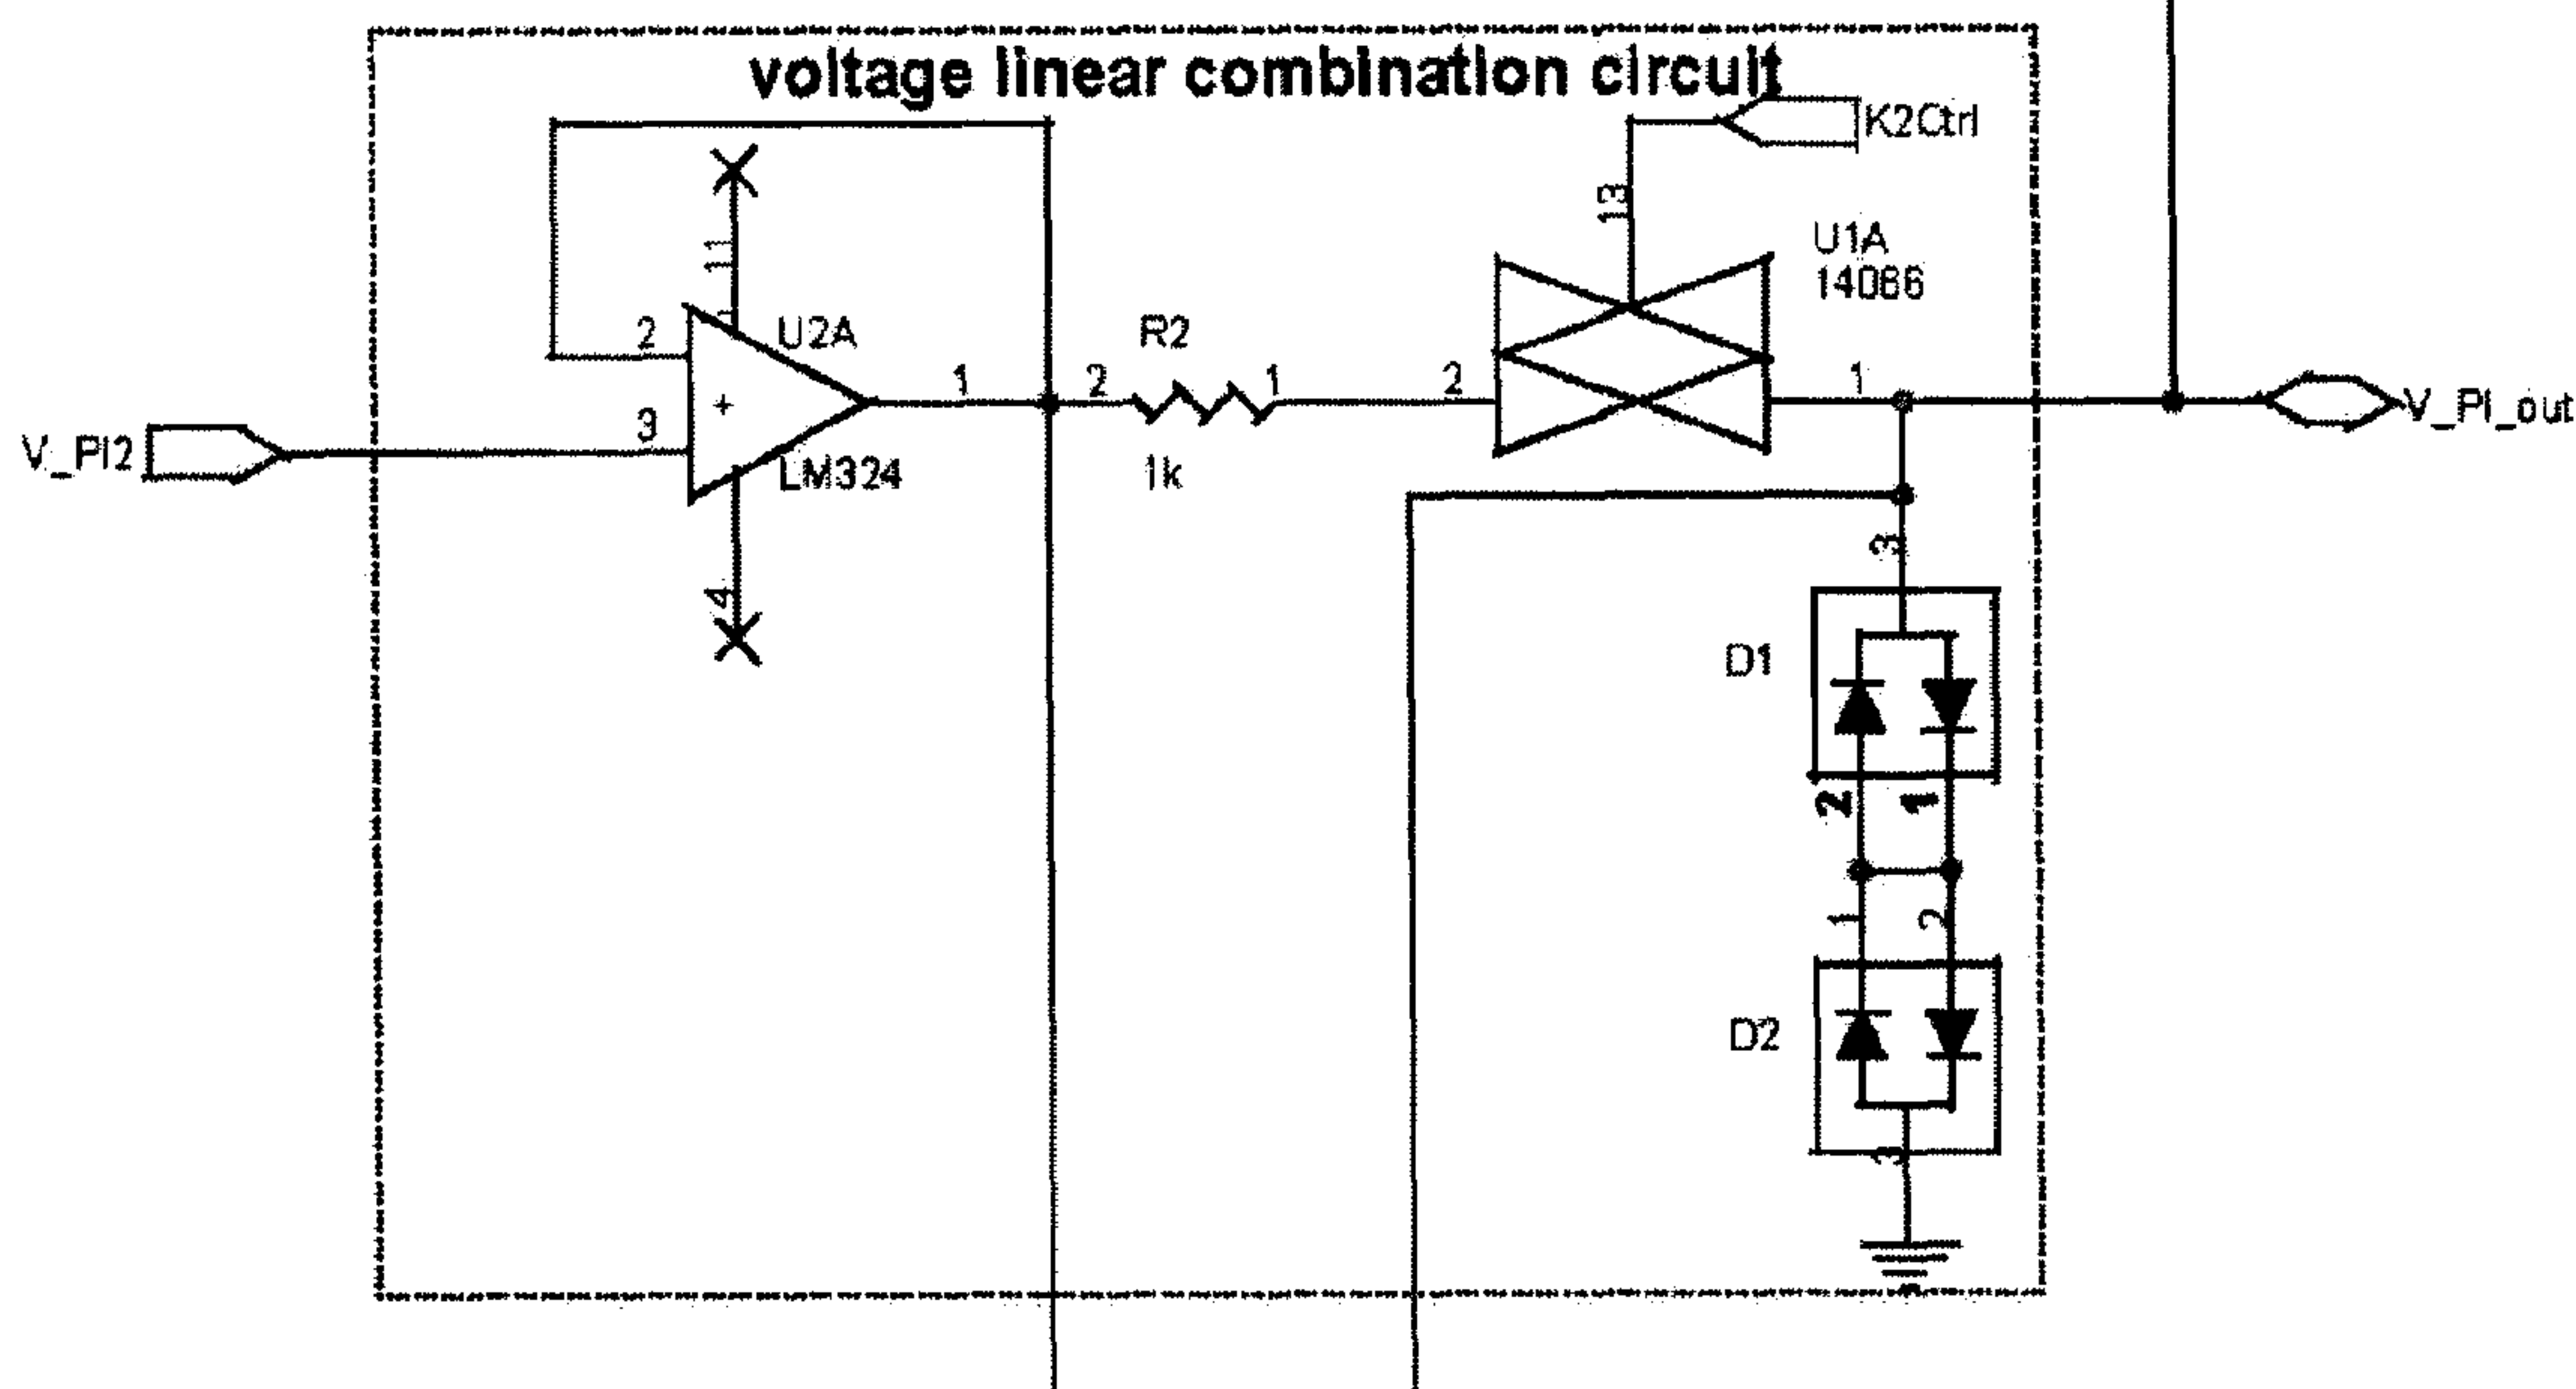 voltage linear combination circuit
K2Ctrl
13
11
U1A
14066
2
U2A
R2
1
2
1
2
1
V_PI_out
3
V_PI2
LM324
1k
+
3
4
D1
2
1
1
2
D2
3